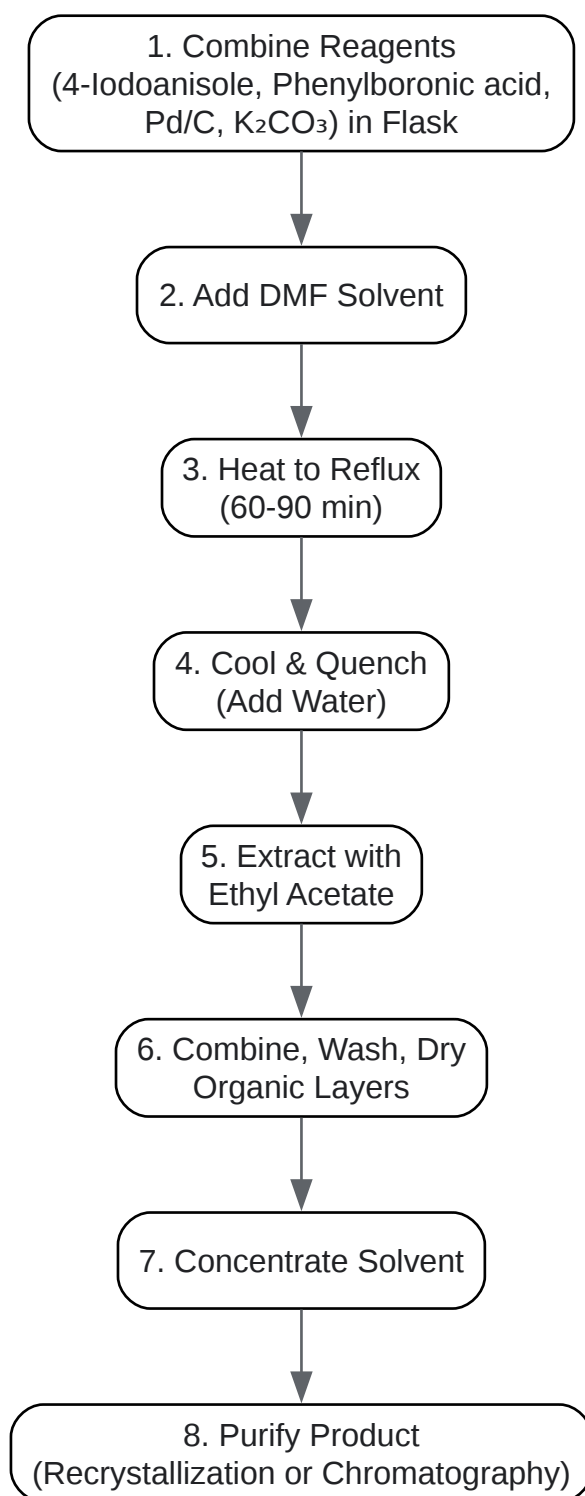 1. Combine Reagents
(4-Iodoanisole, Phenylboronic acid,
Pd/C, K₂CO₃) in Flask
2. Add DMF Solvent
3. Heat to Reflux
(60-90 min)
4. Cool & Quench
(Add Water)
5. Extract with
Ethyl Acetate
6. Combine, Wash, Dry
Organic Layers
7. Concentrate Solvent
8. Purify Product
(Recrystallization or Chromatography)